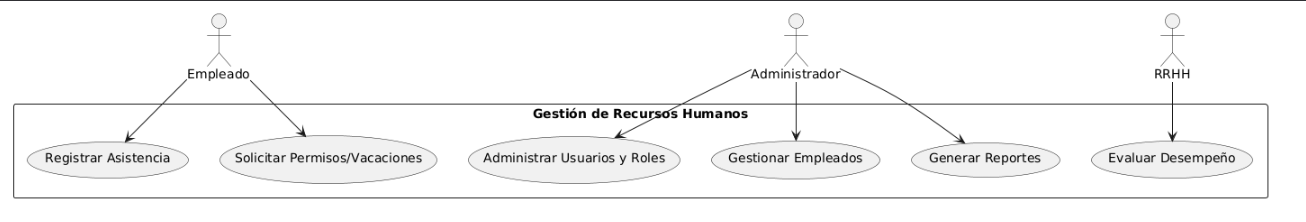 Empleado
Administrador
RRHH
Gestión de Recursos Humanos
Registrar Asistencia
Solicitar Permisos/Vacaciones
Administrar Usuarios y Roles
Gestionar Empleados
Generar Reportes
Evaluar Desempeño